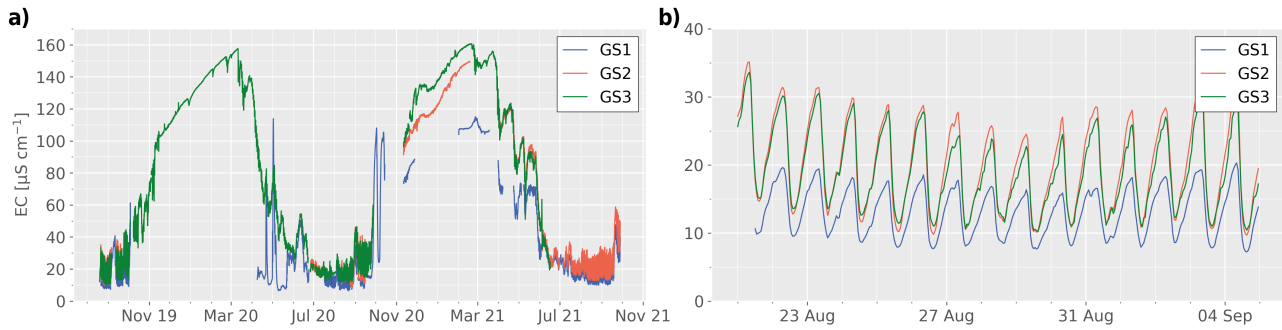 a)
EC [µS cm⁻¹]
160
140
120
100
80
60
40
20
0
GS1
GS2
GS3
Nov 19 Mar 20 Jul 20 Nov 20 Mar 21 Jul 21 Nov 21
b)
40
30
20
10
0
GS1
GS2
GS3
23 Aug 27 Aug 31 Aug 04 Sep